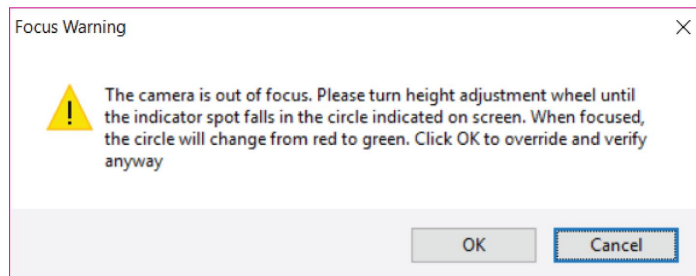 Focus Warning
The camera is out of focus. Please turn height adjustment wheel until
the indicator spot falls in the circle indicated on screen. When focused,
the circle will change from red to green. Click OK to override and verify
anyway
OK
Cancel